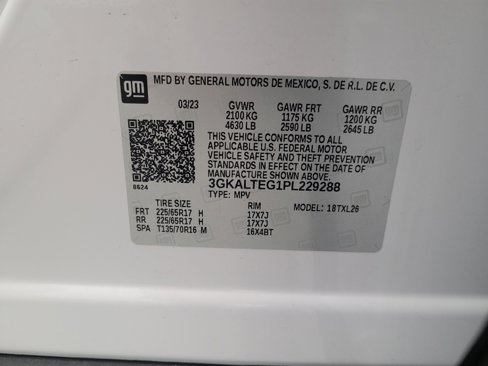 gm
MFD BY GENERAL MOTORS DE MEXICO, S. DE R.L. DE C.V.
03/23 GVWR GAWR FRT GAWR RR
2100 KG 1175 KG 1200 KG
4630 LB 2590 LB 2645 LB
THIS VEHICLE CONFORMS TO ALL
APPLICABLE U.S. FEDERAL MOTOR
VEHICLE SAFETY AND THEFT PREVENTION
STANDARDS IN EFFECT ON THE DATE OF
MANUFACTURE SHOWN ABOVE.
8624 3GKALTEG1PL229288
TYPE: MPV
TIRE SIZE RIM MODEL: 18TXL26
FRT 225/65R17 H 17X7J
RR 225/65R17 H 17X7J
SPA T135/70R16 M 16X4BT